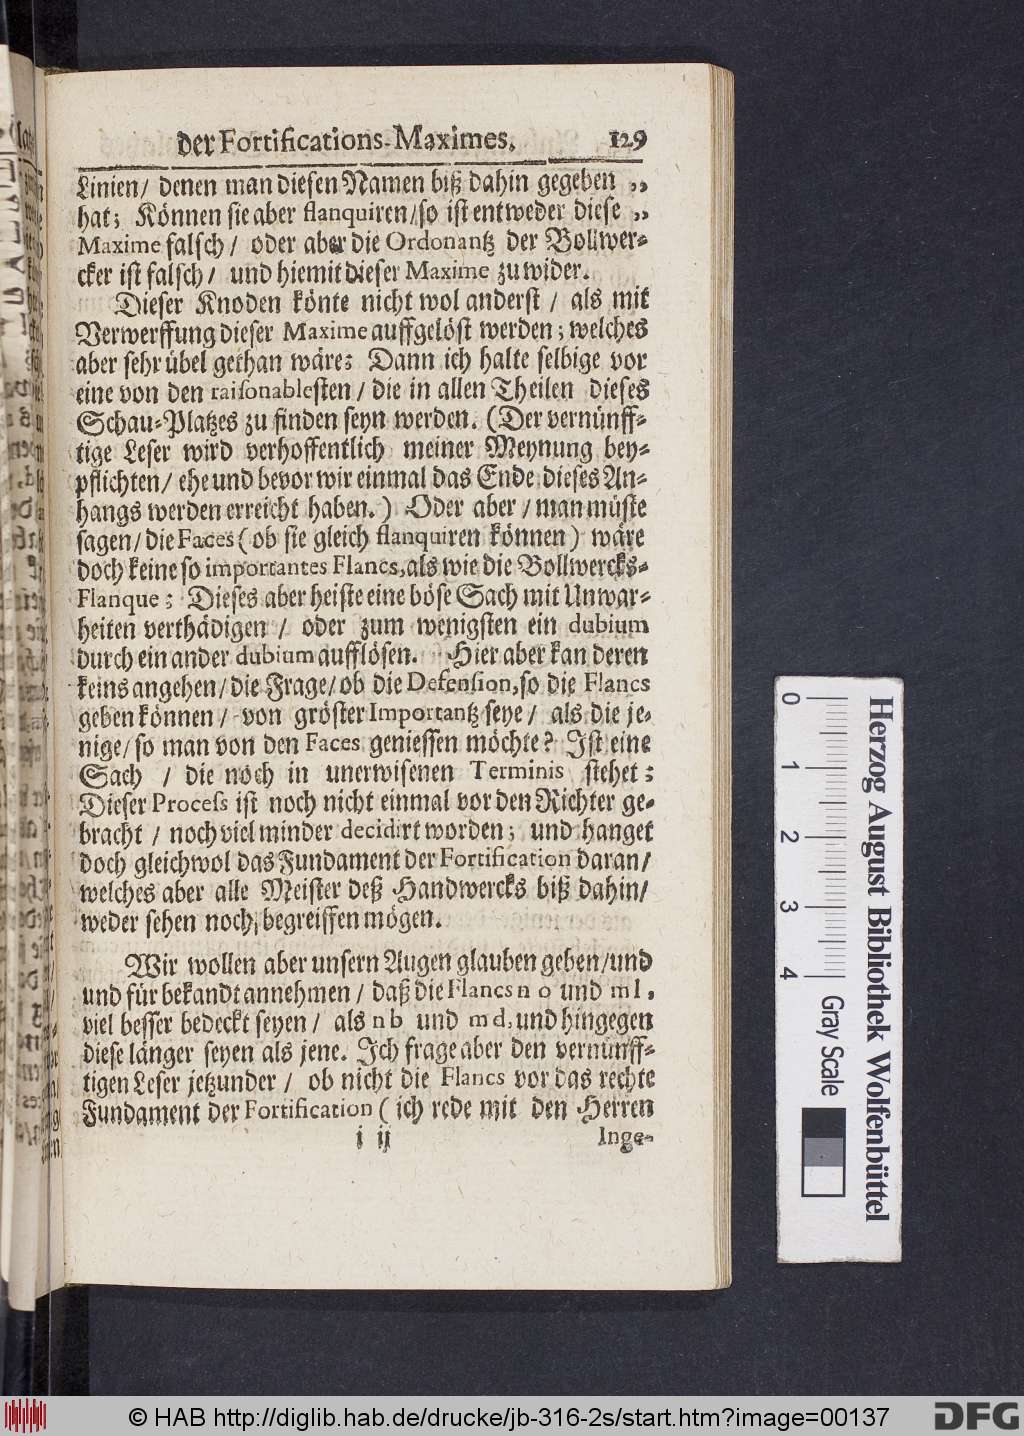 der Fortifications-Maximes. 129
Linien/ denen man diesen Namen biß dahin gegeben „
hat; Können sie aber flanquiren/ so ist entweder diese „
Maxime falsch/ oder aber die Ordonantz der Bollwer-
cker ist falsch/ und hiemit dieser Maxime zu wider.
Dieser Knoden könte nicht wol anderst / als mit
Verwerffung dieser Maxime auffgelöst werden; welches
aber sehr übel gethan wäre: Dann ich halte selbige vor
eine von den raisonablesten / die in allen Theilen dieses
Schau-Platzes zu finden seyn werden. (Der vernünff-
tige Leser wird verhoffentlich meiner Meynung bey-
pflichten/ ehe und bevor wir einmal das Ende dieses An-
hangs werden erreicht haben.) Oder aber / man müste
sagen/ die Faces (ob sie gleich flanquiren können) wäre
doch keine so importantes Flancs, als wie die Bollwercks-
Flanque; Dieses aber heiste eine böse Sach mit Unwar-
heiten verthädigen / oder zum wenigsten ein dubium
durch ein ander dubium aufflösen. Hier aber kan deren
keins angehen/ die Frage/ ob die Defension, so die Flancs
geben können / von gröster Importantz seye / als die je-
nige/ so man von den Faces geniessen möchte? Ist eine
Sach / die noch in unerwisenen Terminis stehet;
Dieser Process ist noch nicht einmal vor den Richter ge-
bracht / noch viel minder decidirt worden; und hanget
doch gleichwol das Fundament der Fortification daran/
welches aber alle Meister deß Handwercks biß dahin/
weder sehen noch, begreiffen mögen.
Wir wollen aber unsern Augen glauben geben/ und
und für bekandt annehmen / daß die Flancs n o und m l,
viel besser bedeckt seyen / als n b und m d, und hingegen
diese länger seyen als jene. Ich frage aber den vernünff-
tigen Leser jetzunder / ob nicht die Flancs vor das rechte
Fundament der Fortification (ich rede mit den Herren
i ij Inge-
0 1 2 3 4 Gray Scale
Herzog August Bibliothek Wolfenbüttel
© HAB http://diglib.hab.de/drucke/jb-316-2s/start.htm?image=00137 DFG